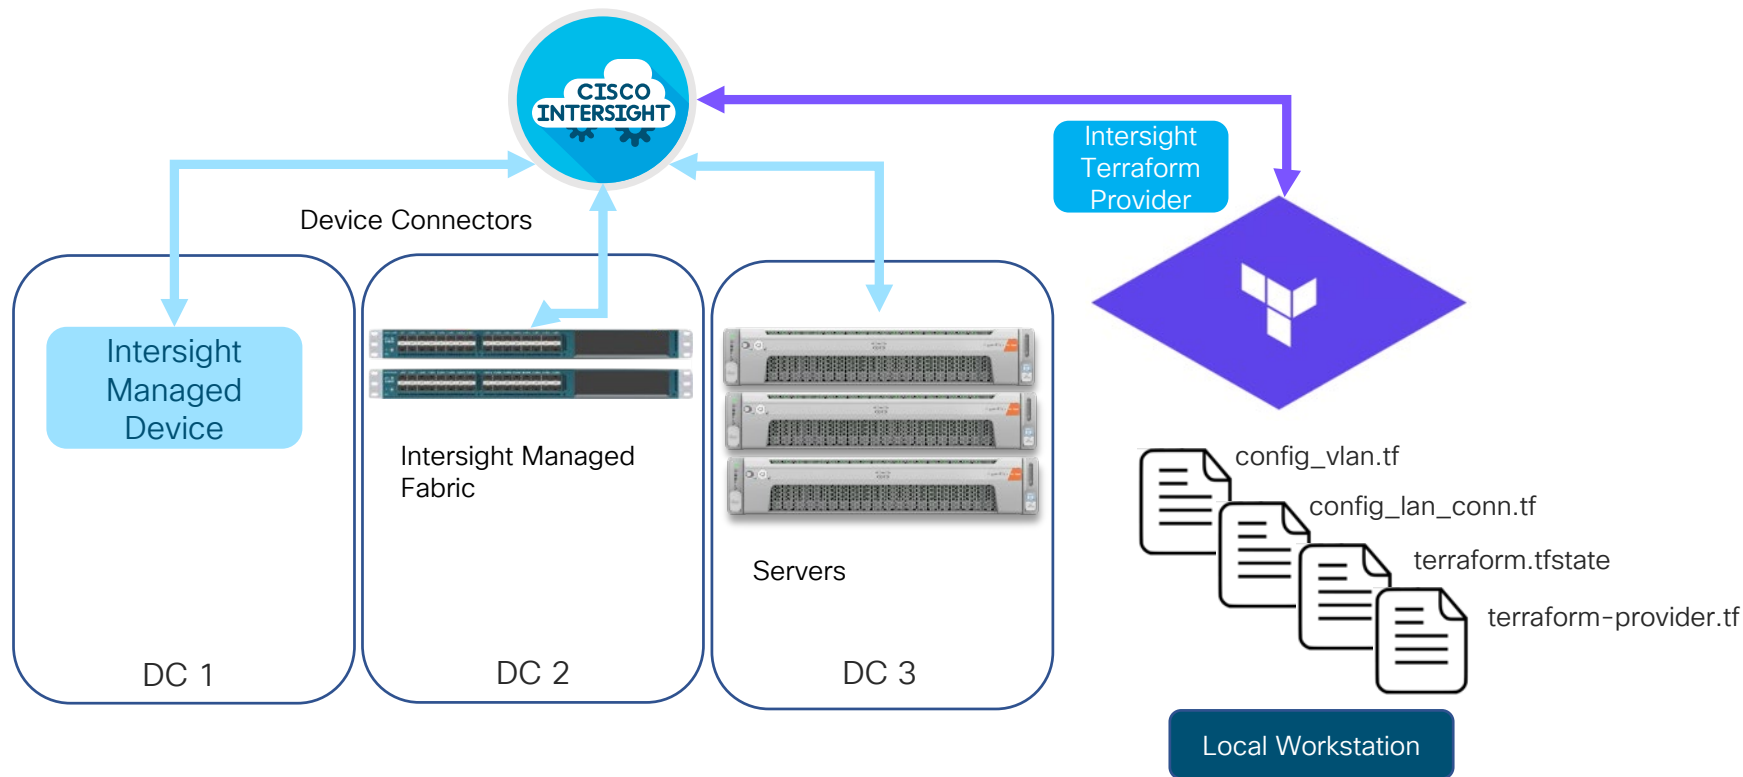 CISCO
INTERSIGHT
Intersight
Terraform
Provider
Device Connectors
Intersight
Managed
Device
Intersight Managed
Fabric
Servers
config_vlan.tf
config_lan_conn.tf
terraform.tfstate
terraform-provider.tf
DC 1
DC 2
DC 3
Local Workstation